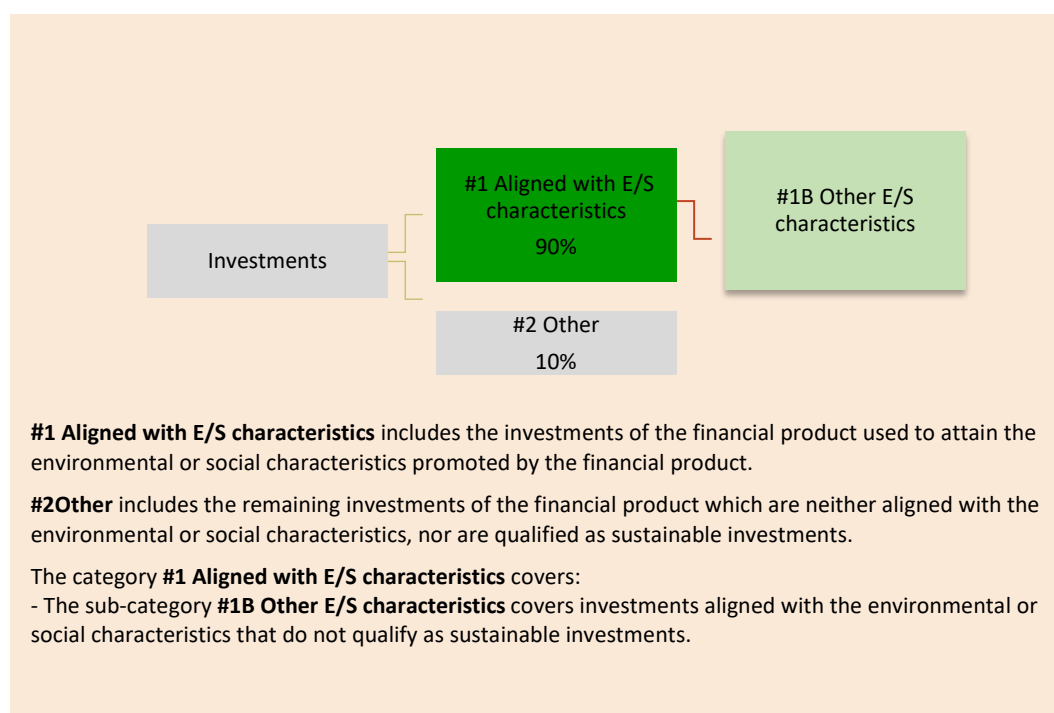 #1 Aligned with E/S
characteristics
90%
#1B Other E/S
characteristics
Investments
#2 Other
10%
#1 Aligned with E/S characteristics includes the investments of the financial product used to attain the
environmental or social characteristics promoted by the financial product.
#2Other includes the remaining investments of the financial product which are neither aligned with the
environmental or social characteristics, nor are qualified as sustainable investments.
The category #1 Aligned with E/S characteristics covers:
- The sub-category #1B Other E/S characteristics covers investments aligned with the environmental or
social characteristics that do not qualify as sustainable investments.